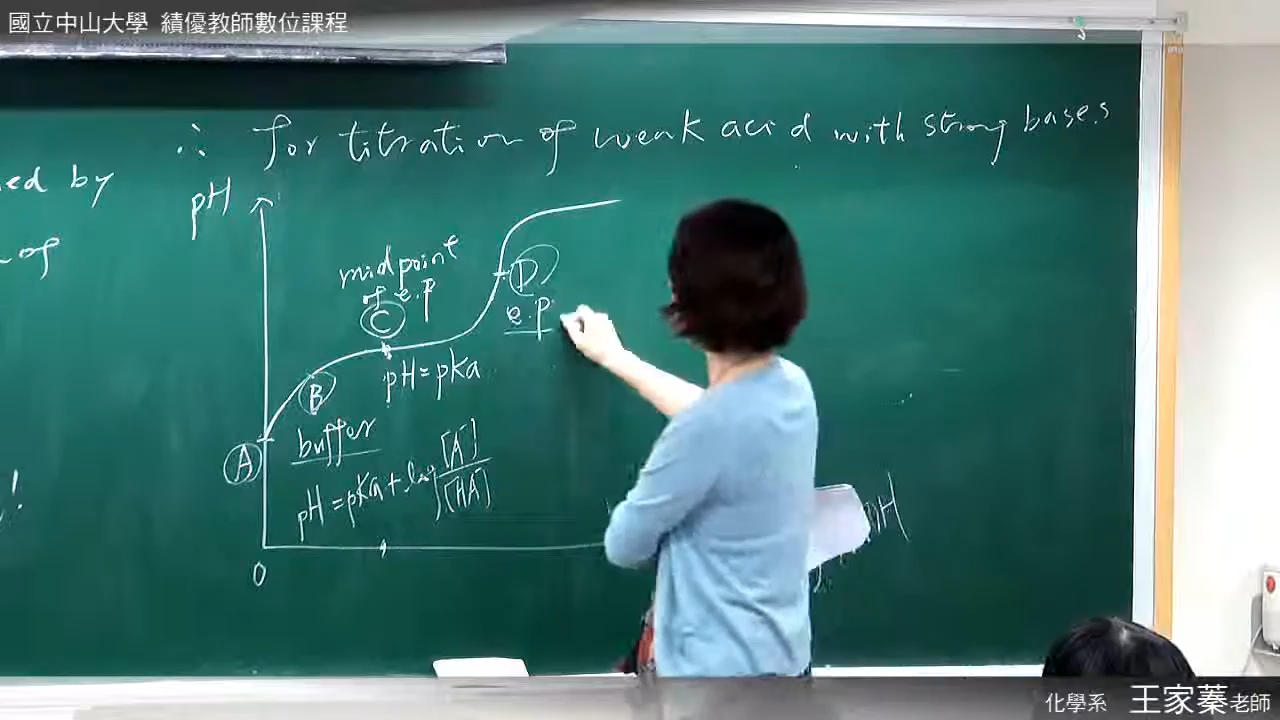 國立中山大學 績優教師數位課程
∴ for titration of weak acid with strong bases
ed by
of
pH
midpoint
of e.p
C
D
e.p
pH=pKa
B
buffer
A
pH=pKa+log [A⁻]/[HA]
!
0
化學系 王家蓁老師